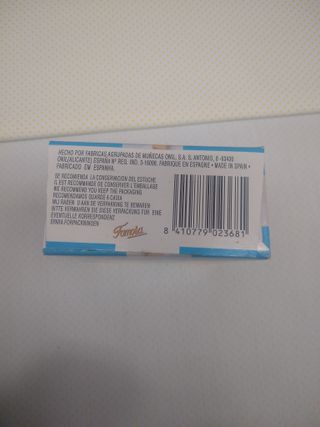 HECHO POR FABRICAS AGRUPADAS DE MUÑECAS ONIL, S.A. S. ANTONIO, 8 -03430
ONIL(ALICANTE) ESPAÑA Nº REG. IND. 3-16096. FABRIQUE EN ESPAGNE • MADE IN SPAIN •
FABRICADO EM ESPANHA.
SE RECOMIENDA LA CONSERVACION DEL ESTUCHE
IL EST RECOMMANDE DE CONSERVER L'EMBALLAGE
WE RECOMMEND YOU KEEP THE PACKAGING
RECOMENDAMOS GUARDE A CAIXA
WIJ RADEN U AAN DE VERPAKKING TE BEWAREN
BITTE VERWAHREN SIE DIESE VERPACKUNG FÜR EINE
EVENTUELLE KORRESPONDENZ
Famosa
8 410779 023681